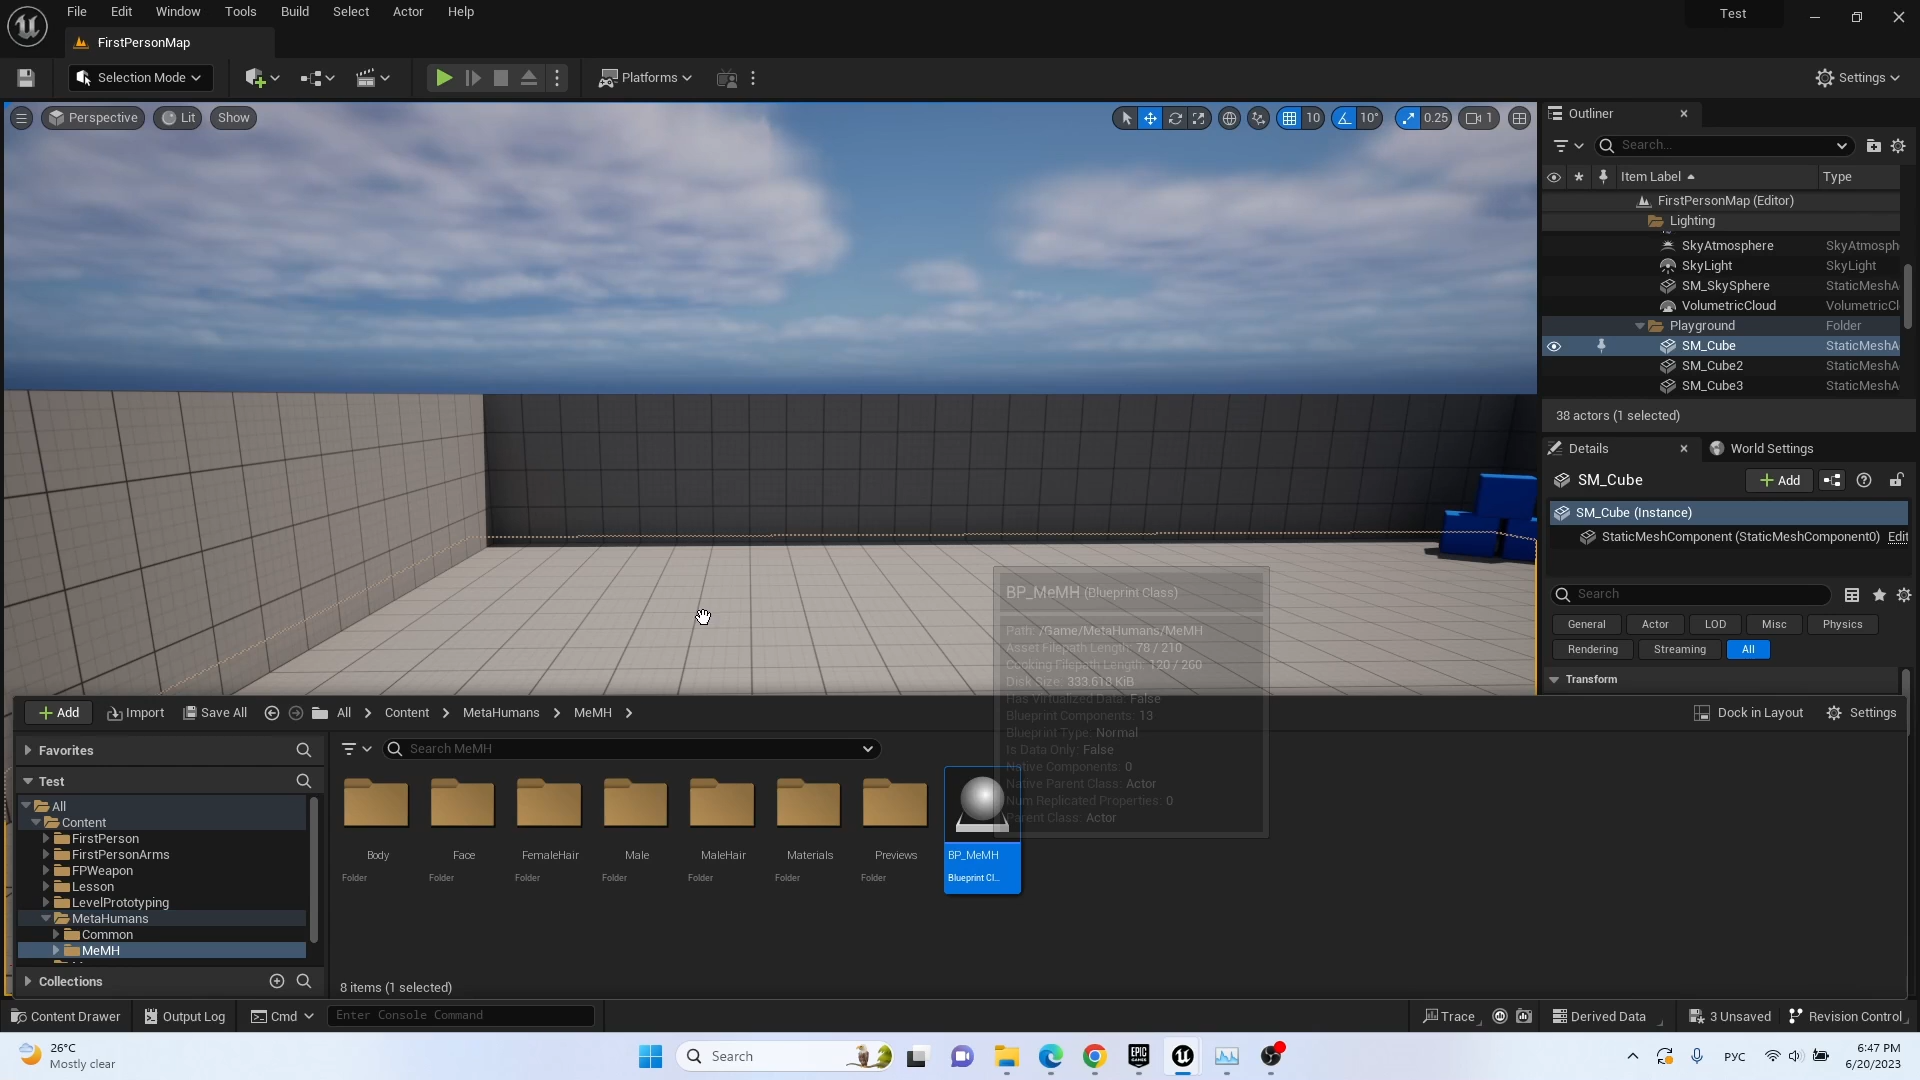 File Edit Window Tools Build Select Actor Help
Test
FirstPersonMap
Selection Mode
Platforms
Settings
Perspective Lit Show
10 10° 0.25 1
Outliner
Search...
Item Label Type
FirstPersonMap (Editor)
Lighting
SkyAtmosphere SkyAtmosph
SkyLight SkyLight
SM_SkySphere StaticMeshA
VolumetricCloud VolumetricCl
Playground Folder
SM_Cube StaticMeshA
SM_Cube2 StaticMeshA
SM_Cube3 StaticMeshA
38 actors (1 selected)
Details World Settings
SM_Cube Add
SM_Cube (Instance)
StaticMeshComponent (StaticMeshComponent0) Edit
Search
General Actor LOD Misc Physics
Rendering Streaming All
Transform
BP_MeMH (Blueprint Class)
Path: /Game/MetaHumans/MeMH
Asset Filepath Length: 78 / 210
Cooking Filepath Length: 120 / 260
Disk Size: 333.618 KiB
Has Virtualized Data: False
Blueprint Components: 13
Blueprint Type: Normal
Is Data Only: False
Native Components: 0
Native Parent Class: Actor
Num Replicated Properties: 0
Parent Class: Actor
Add Import Save All All Content MetaHumans MeMH
Dock in Layout Settings
Favorites
Search MeMH
Test
All
Content
FirstPerson
FirstPersonArms
FPWeapon
Lesson
LevelPrototyping
MetaHumans
Common
MeMH
Collections
Body Face FemaleHair Male MaleHair Materials Previews BP_MeMH
Folder Folder Folder Folder Folder Folder Folder Blueprint Cl...
8 items (1 selected)
Content Drawer Output Log Cmd Enter Console Command
Trace Derived Data 3 Unsaved Revision Control
26°C
Mostly clear
Search
EPIC
GAMES
РУС
6:47 PM
6/20/2023